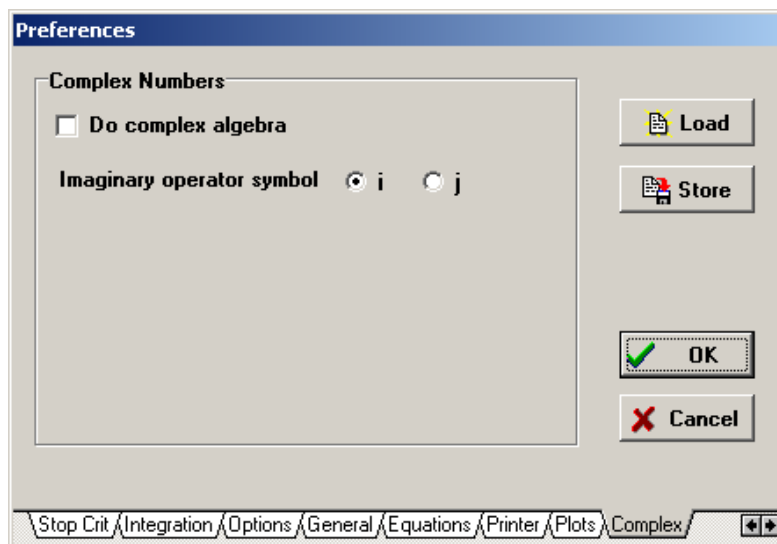 Preferences
Complex Numbers
Do complex algebra
Imaginary operator symbol i j
Load
Store
OK
Cancel
Stop Crit Integration Options General Equations Printer Plots Complex